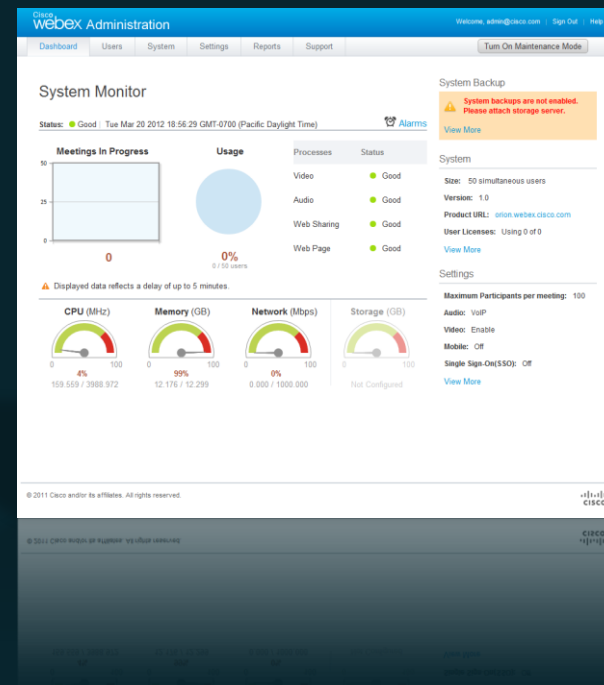 Cisco
webex Administration
Welcome, admin@cisco.com | Sign Out | Help
Dashboard Users System Settings Reports Support
Turn On Maintenance Mode
System Monitor
Status: Good | Tue Mar 20 2012 18:56:29 GMT-0700 (Pacific Daylight Time)
Alarms
Meetings In Progress
50
25
0
0
Usage
0%
0 / 50 users
Processes Status
Video Good
Audio Good
Web Sharing Good
Web Page Good
Displayed data reflects a delay of up to 5 minutes.
CPU (MHz)
0 100
4%
159.559 / 3988.972
Memory (GB)
0 100
99%
12.176 / 12.299
Network (Mbps)
0 100
0%
0.000 / 1000.000
Storage (GB)
0 100
Not Configured
System Backup
System backups are not enabled.
Please attach storage server.
View More
System
Size: 50 simultaneous users
Version: 1.0
Product URL: orion.webex.cisco.com
User Licenses: Using 0 of 0
View More
Settings
Maximum Participants per meeting: 100
Audio: VoIP
Video: Enable
Mobile: Off
Single Sign-On(SSO): Off
View More
© 2011 Cisco and/or its affiliates. All rights reserved.
CISCO